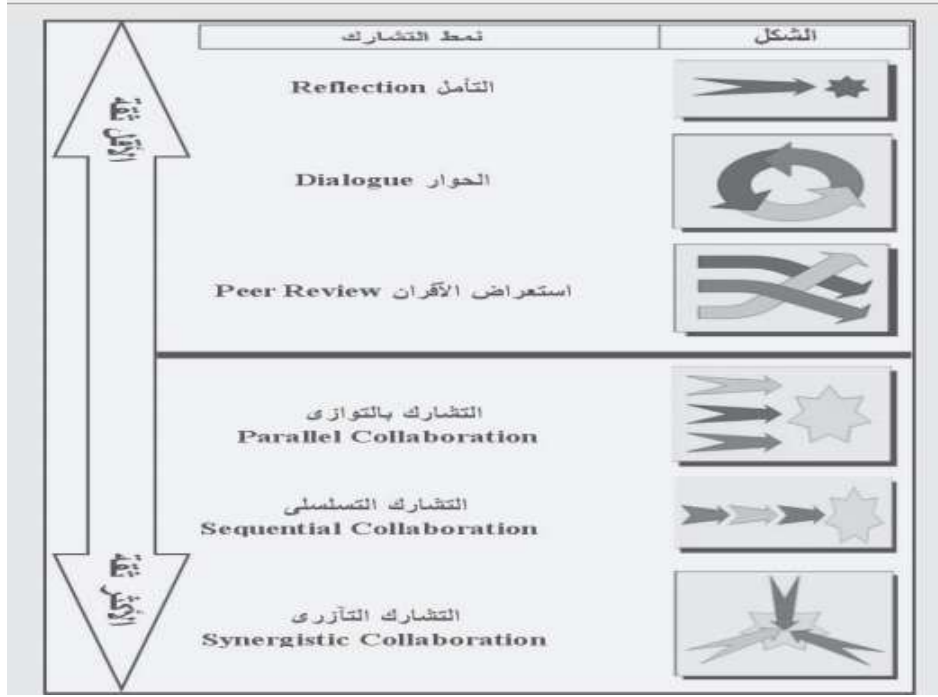 الشكل
نمط التشارك
التأمل Reflection
الحوار Dialogue
استعراض الأقران Peer Review
التشارك بالتوازى
Parallel Collaboration
التشارك التسلسلى
Sequential Collaboration
التشارك التآزرى
Synergistic Collaboration
الأقل ثقة
الأكثر ثقة